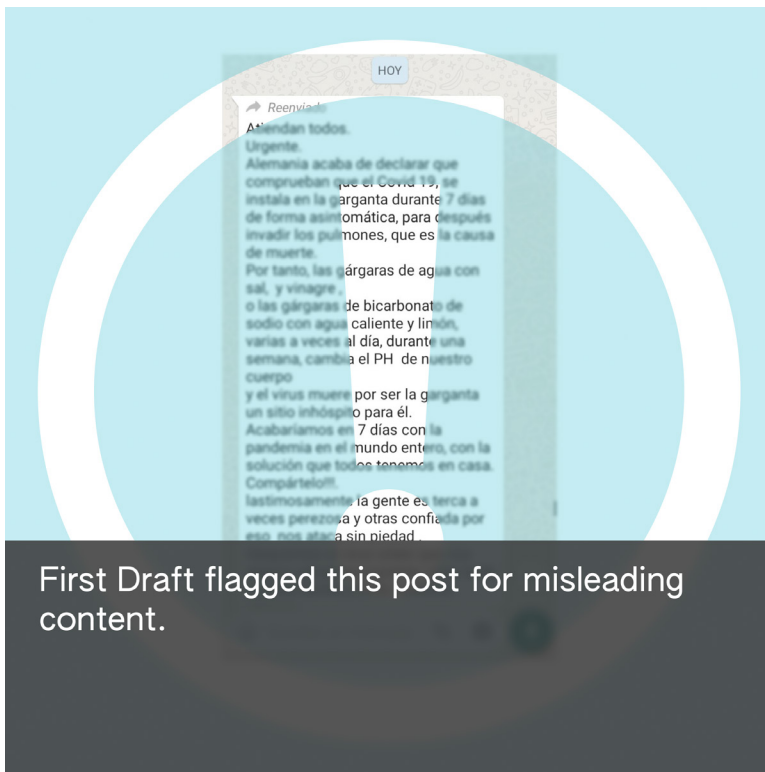 HOY
Reenviado
Atiendan todos.
Urgente.
Alemania acaba de declarar que
comprueban que el Covid 19, se
instala en la garganta durante 7 días
de forma asintomática, para después
invadir los pulmones, que es la causa
de muerte.
Por tanto, las gárgaras de agua con
sal, y vinagre ,
o las gárgaras de bicarbonato de
sodio con agua caliente y limón,
varias a veces al día, durante una
semana, cambia el PH de nuestro
cuerpo
y el virus muere por ser la garganta
un sitio inhóspito para él.
Acabaríamos en 7 días con la
pandemia en el mundo entero, con la
solución que todos tenemos en casa.
Compártelo!!!.
lastimosamente la gente es terca a
veces perezosa y otras confiada por
eso nos ataca sin piedad ,
First Draft flagged this post for misleading
content.